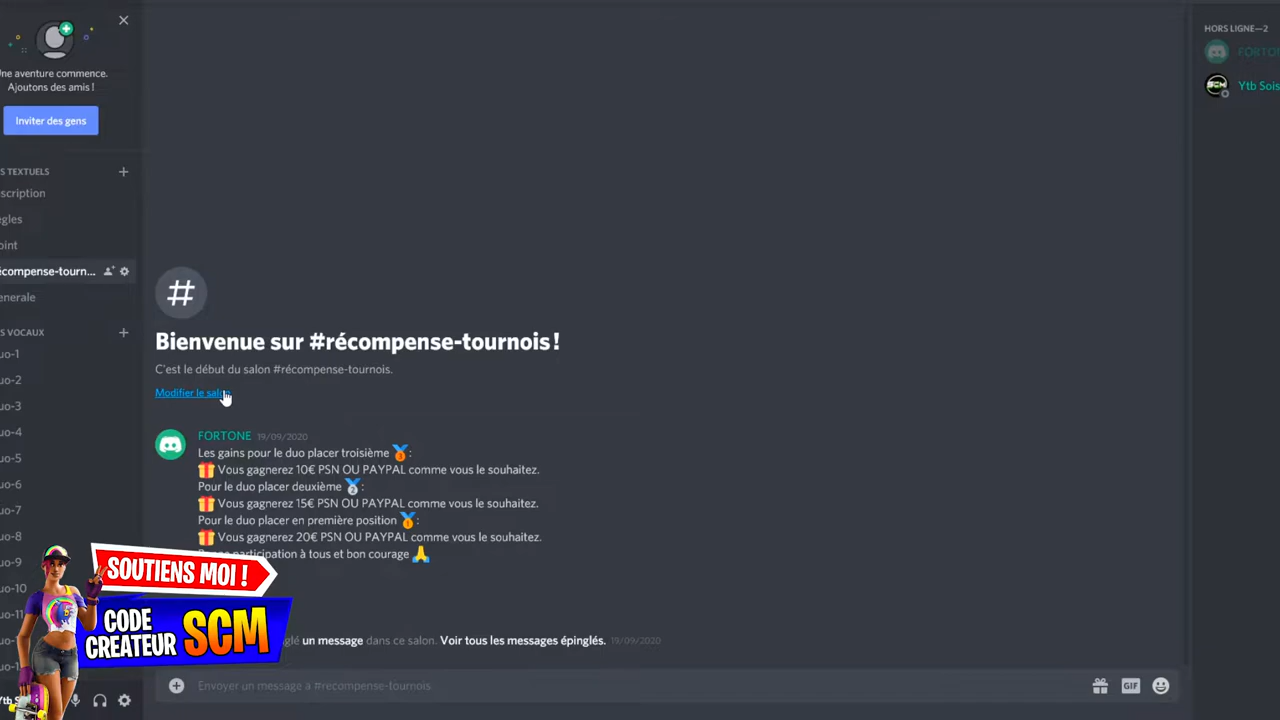 Une aventure commence.
Ajoutons des amis !
Inviter des gens
S TEXTUELS
scription
gles
oint
écompense-tourn...
enerale
S VOCAUX
uo-1
uo-2
uo-3
uo-4
uo-5
uo-6
uo-7
uo-8
uo-9
uo-10
uo-11
Bienvenue sur #récompense-tournois !
C'est le début du salon #récompense-tournois.
Modifier le salon
FORTONE 19/09/2020
Les gains pour le duo placer troisième 🥉:
🎁 Vous gagnerez 10€ PSN OU PAYPAL comme vous le souhaitez.
Pour le duo placer deuxième 🥈:
🎁 Vous gagnerez 15€ PSN OU PAYPAL comme vous le souhaitez.
Pour le duo placer en première position 🥇:
🎁 Vous gagnerez 20€ PSN OU PAYPAL comme vous le souhaitez.
participation à tous et bon courage 🙏
un message dans ce salon. Voir tous les messages épinglés. 19/09/2020
Envoyer un message à #récompense-tournois
GIF
HORS LIGNE—2
FORTONE
Ytb Sois
SOUTIENS MOI !
CODE
CREATEUR SCM
Ytb S